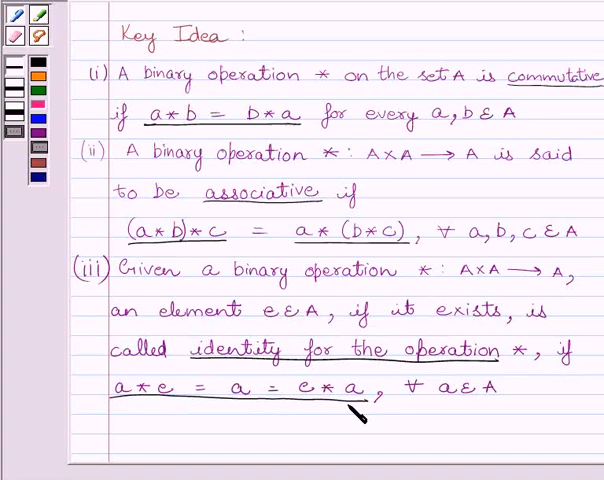 Key Idea :
(i) A binary operation * on the set A is commutative
if a * b = b * a for every a, b ε A
(ii) A binary operation * : A×A → A is said
to be associative if
(a * b) * c = a * (b * c), ∀ a, b, c ε A
(iii) Given a binary operation * : A×A → A,
an element e ε A, if it exists, is
called identity for the operation *, if
a * e = a = e * a, ∀ a ε A